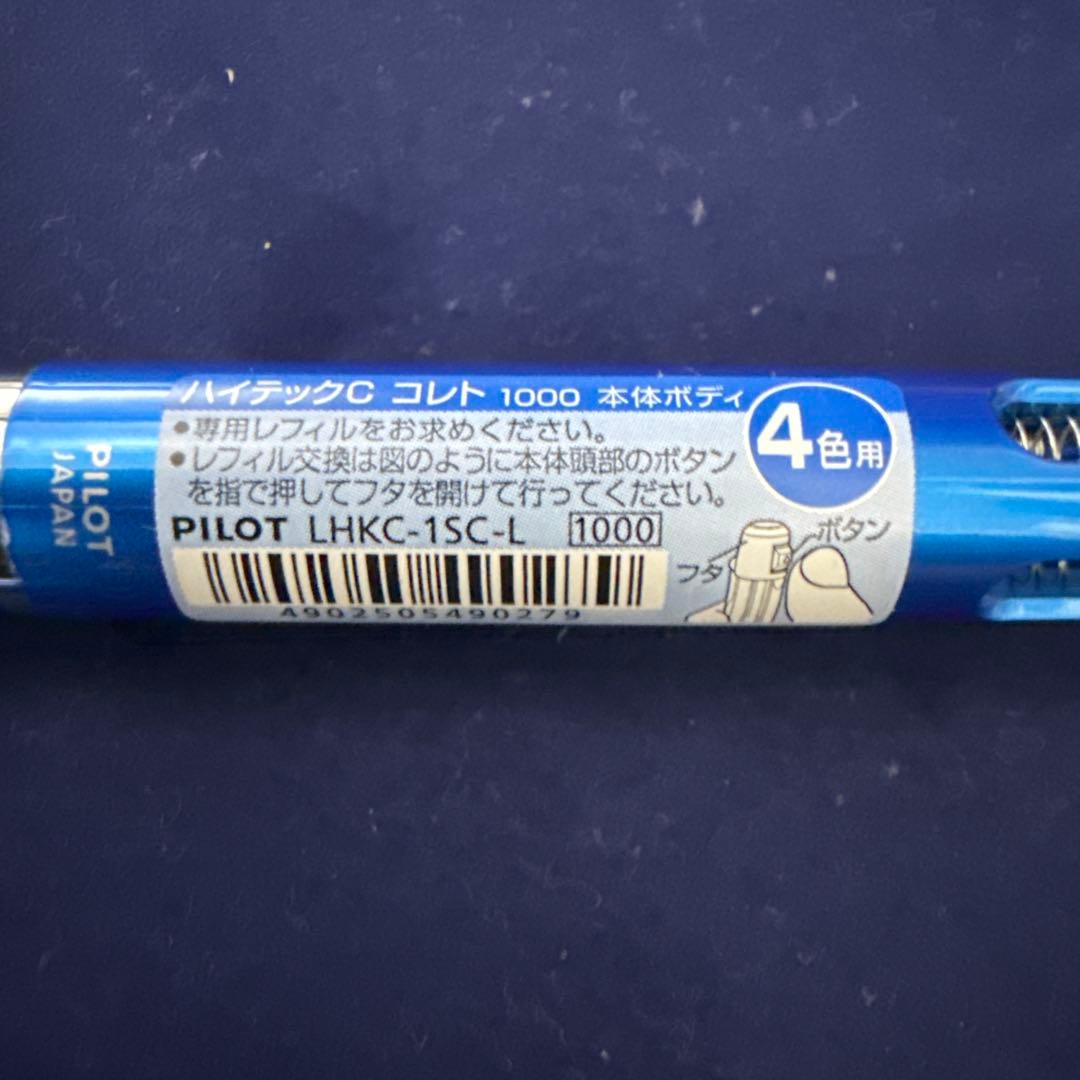 PILOT
JAPAN
ハイテックC コレト 1000 本体ボディ
4色用
●専用レフィルをお求めください。
●レフィル交換は図のように本体頭部のボタン
を指で押してフタを開けて行ってください。
PILOT LHKC-1SC-L 1000
ボタン
フタ
4902505490279